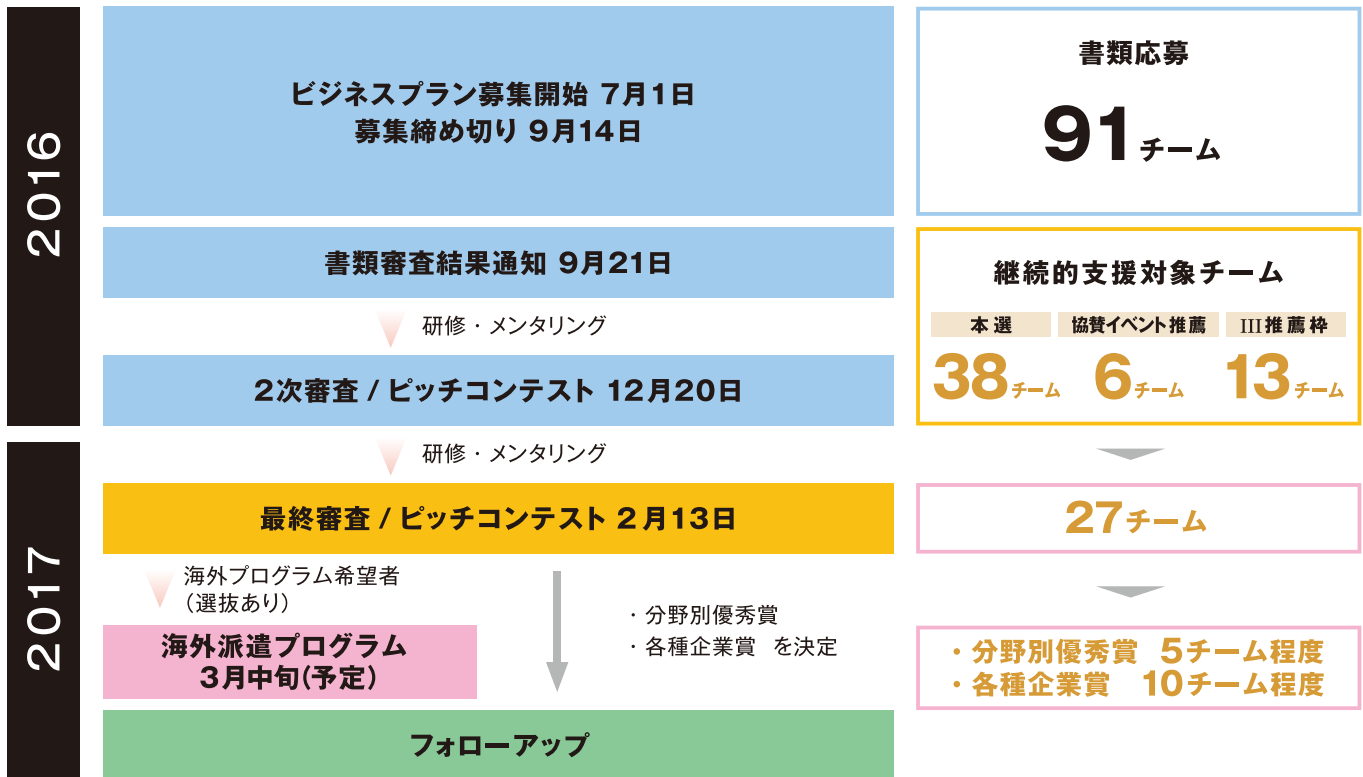 2016
ビジネスプラン募集開始 7月1日
募集締め切り 9月14日
書類応募
91チーム
書類審査結果通知 9月21日
研修・メンタリング
2次審査 / ピッチコンテスト 12月20日
継続的支援対象チーム
本選 協賛イベント推薦 III推薦枠
38チーム 6チーム 13チーム
2017
研修・メンタリング
最終審査 / ピッチコンテスト 2月13日
27チーム
海外プログラム希望者
（選抜あり）
海外派遣プログラム
3月中旬(予定)
・分野別優秀賞
・各種企業賞 を決定
・分野別優秀賞 5チーム程度
・各種企業賞 10チーム程度
フォローアップ